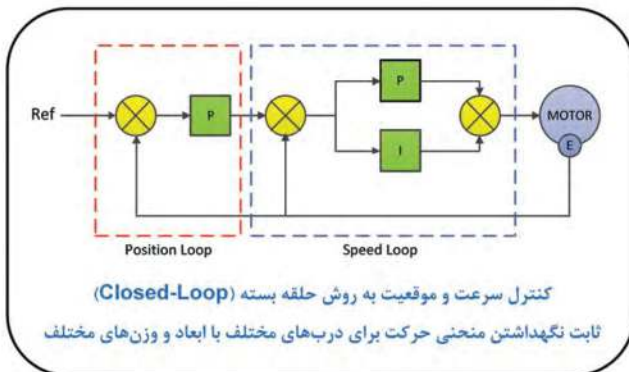 Ref
P
P
I
MOTOR
E
Position Loop
Speed Loop
کنترل سرعت و موقعیت به روش حلقه بسته (Closed-Loop)
ثابت نگهداشتن منحنی حرکت برای درب‌های مختلف با ابعاد و وزن‌های مختلف